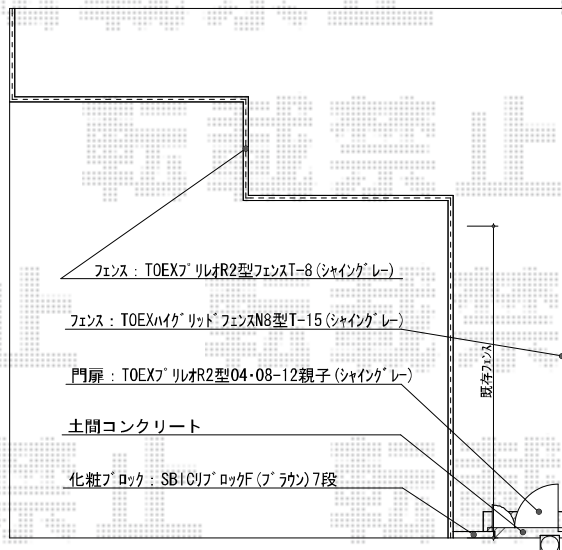 転載禁止
フェンス：TOEXﾌﾟﾘﾚｵR2型ﾌｪﾝｽT-8(ｼｬｲﾝｸﾞﾚｰ)
フェンス：TOEXﾊｲｸﾞﾘｯﾄﾞﾌｪﾝｽN8型T-15(ｼｬｲﾝｸﾞﾚｰ)
既存ﾌｪﾝｽ
門扉：TOEXﾌﾟﾘﾚｵR2型04･08-12親子(ｼｬｲﾝｸﾞﾚｰ)
土間コンクリート
化粧ﾌﾞﾛｯｸ：SBICﾘﾌﾞﾛｯｸF(ﾌﾞﾗｳﾝ)7段